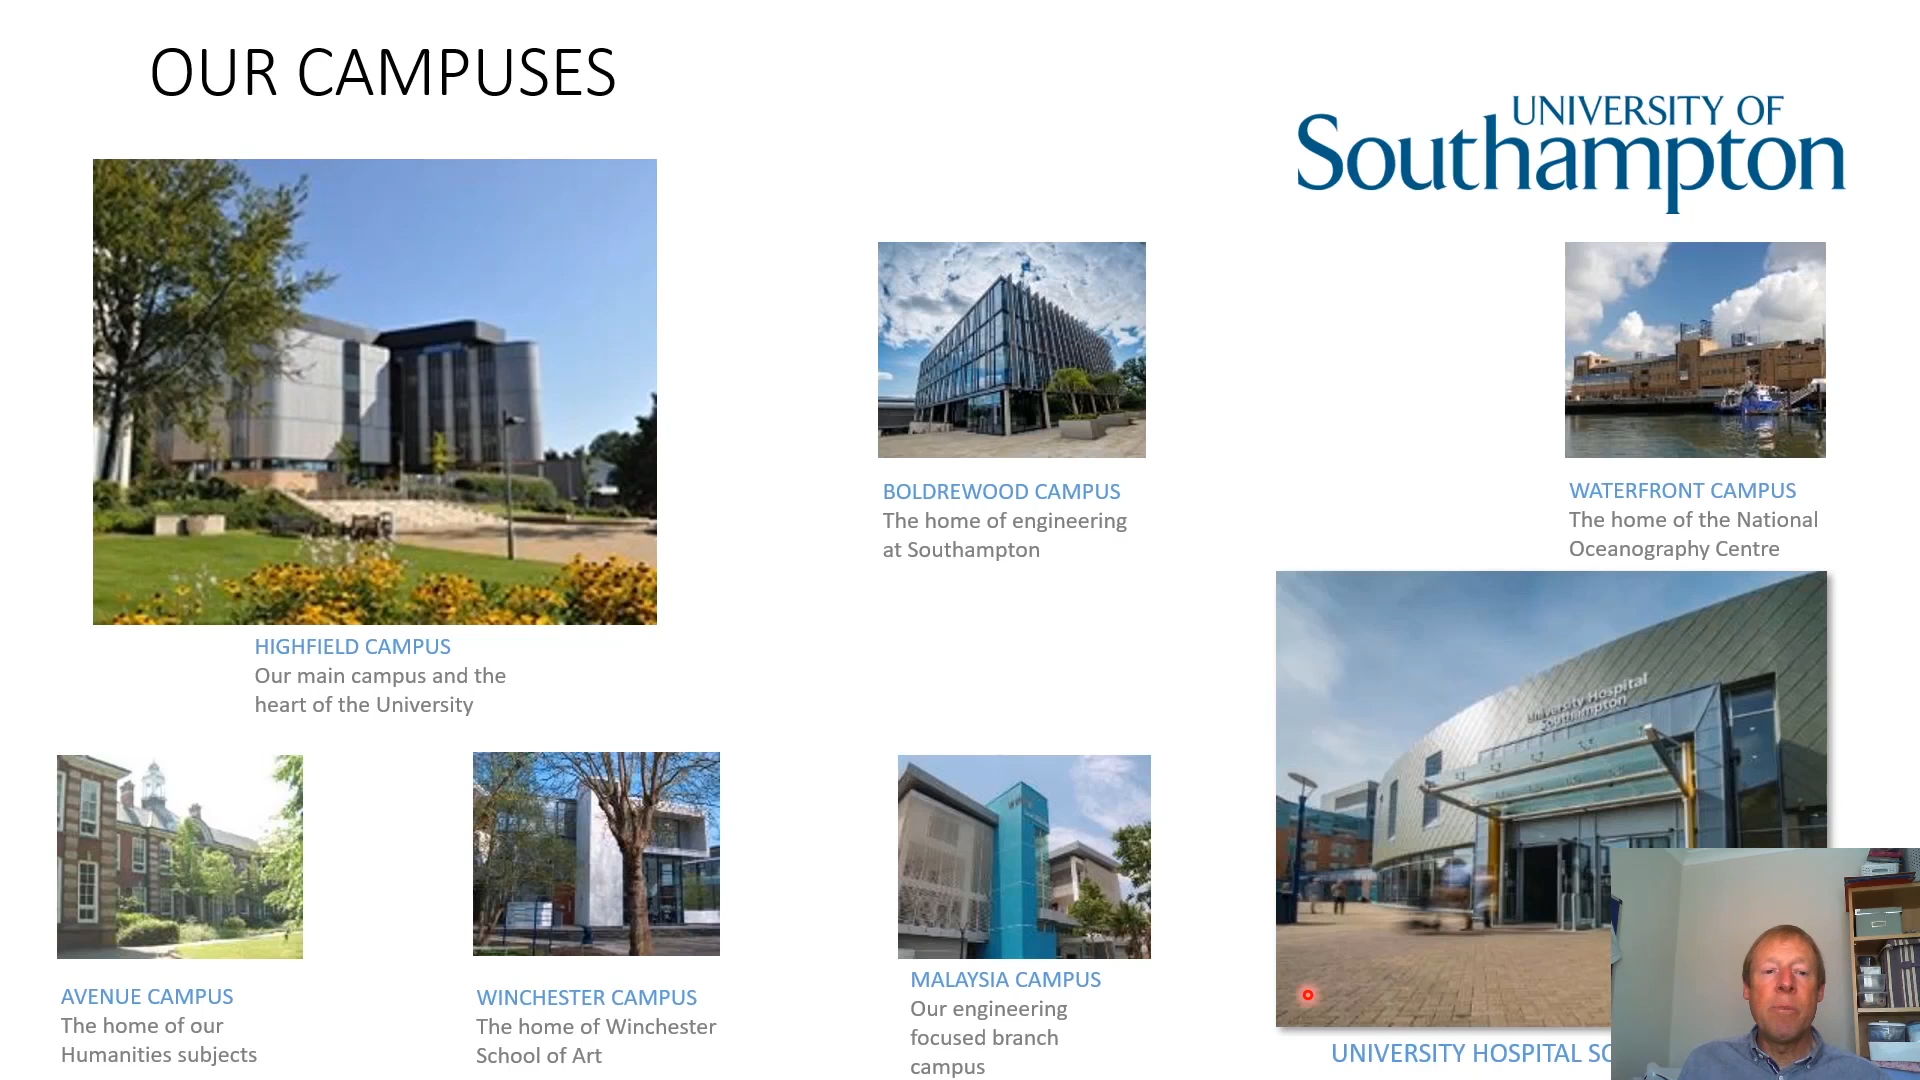 OUR CAMPUSES
UNIVERSITY OF
Southampton
BOLDREWOOD CAMPUS
The home of engineering
at Southampton
WATERFRONT CAMPUS
The home of the National
Oceanography Centre
HIGHFIELD CAMPUS
Our main campus and the
heart of the University
University Hospital
Southampton
AVENUE CAMPUS
The home of our
Humanities subjects
WINCHESTER CAMPUS
The home of Winchester
School of Art
MALAYSIA CAMPUS
Our engineering
focused branch
campus
UNIVERSITY HOSPITAL